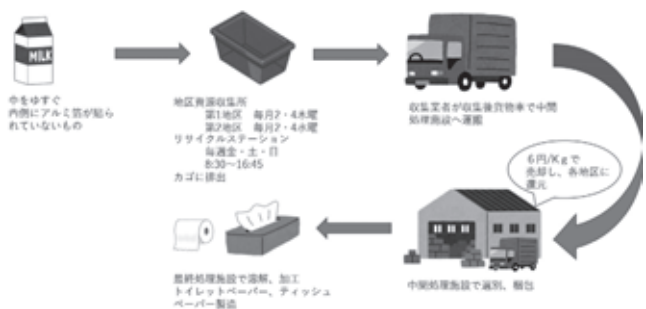 MILK
中をゆすぐ
内側にアルミ箔が貼ら
れていないもの
地区資源収集所
第1地区 毎月2・4木曜
第2地区 毎月2・4水曜
リサイクルステーション
毎週金・土・日
8:30～16:45
カゴに排出
収集業者が収集後貨物車で中間
処理施設へ運搬
6円/Kgで
売却し、各地区に
還元
中間処理施設で選別、梱包
最終処理施設で溶解、加工
トイレットペーパー、ティッシュ
ペーパー製造